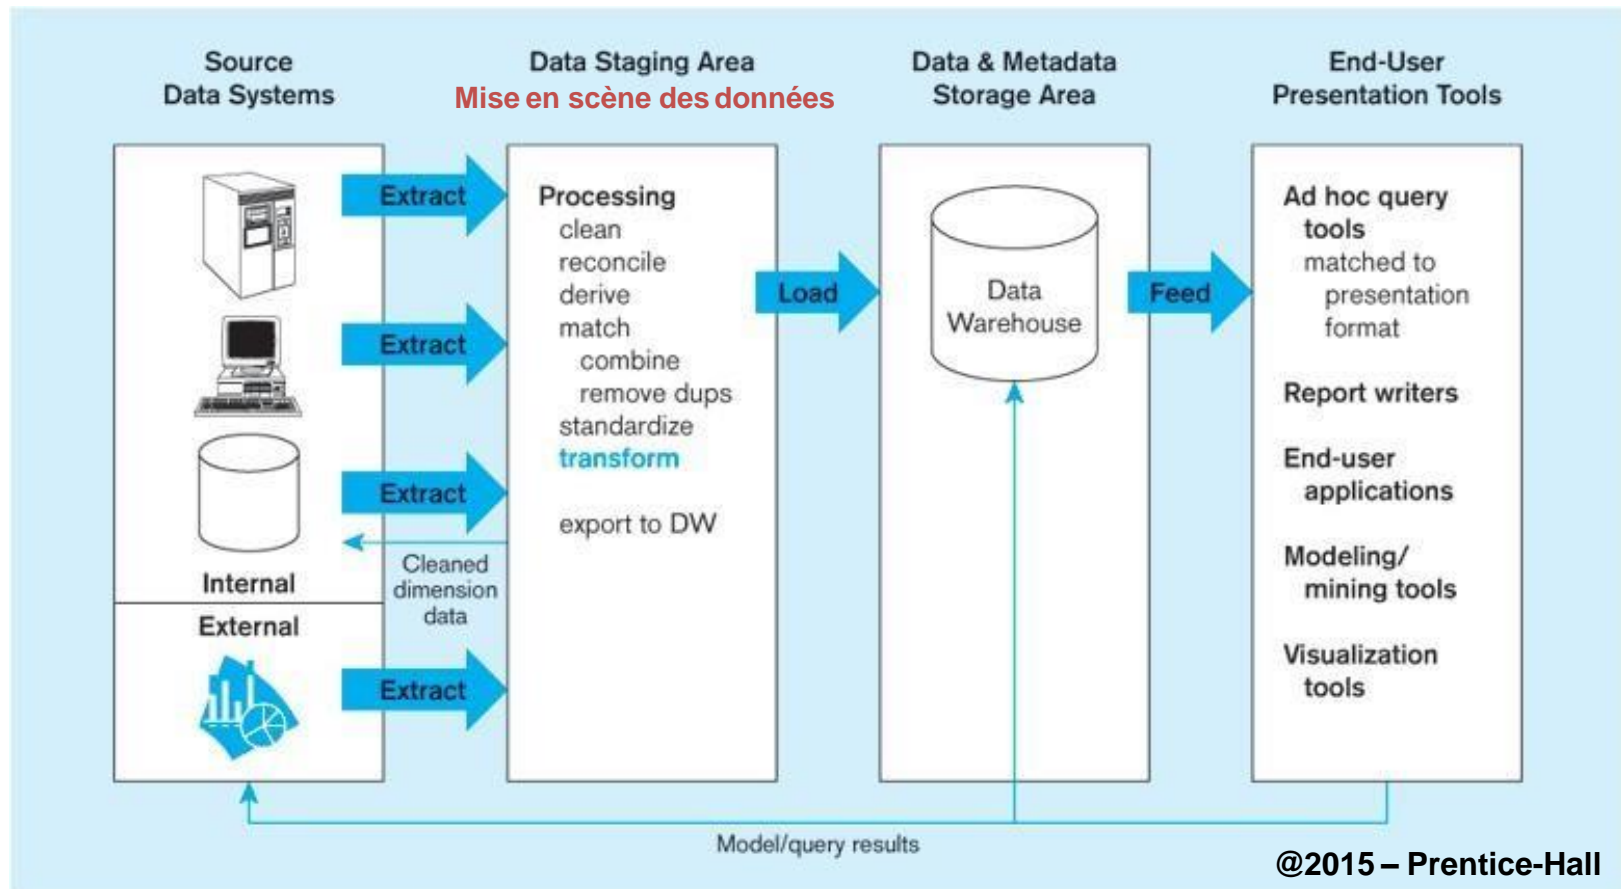 Source
Data Systems
Data Staging Area
Mise en scène des données
Data & Metadata
Storage Area
End-User
Presentation Tools
Extract
Extract
Extract
Internal
External
Extract
Cleaned
dimension
data
Processing
clean
reconcile
derive
match
combine
remove dups
standardize
transform
export to DW
Load
Data
Warehouse
Feed
Ad hoc query
tools
matched to
presentation
format
Report writers
End-user
applications
Modeling/
mining tools
Visualization
tools
Model/query results
@2015 – Prentice-Hall